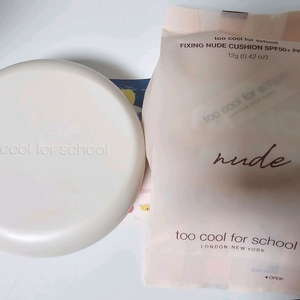 too cool for school
too cool for school
FIXING NUDE CUSHION SPF50+ PA
12g (0.42 oz)
too cool for school
nude
too cool for school
LONDON NEW YORK
OPEN